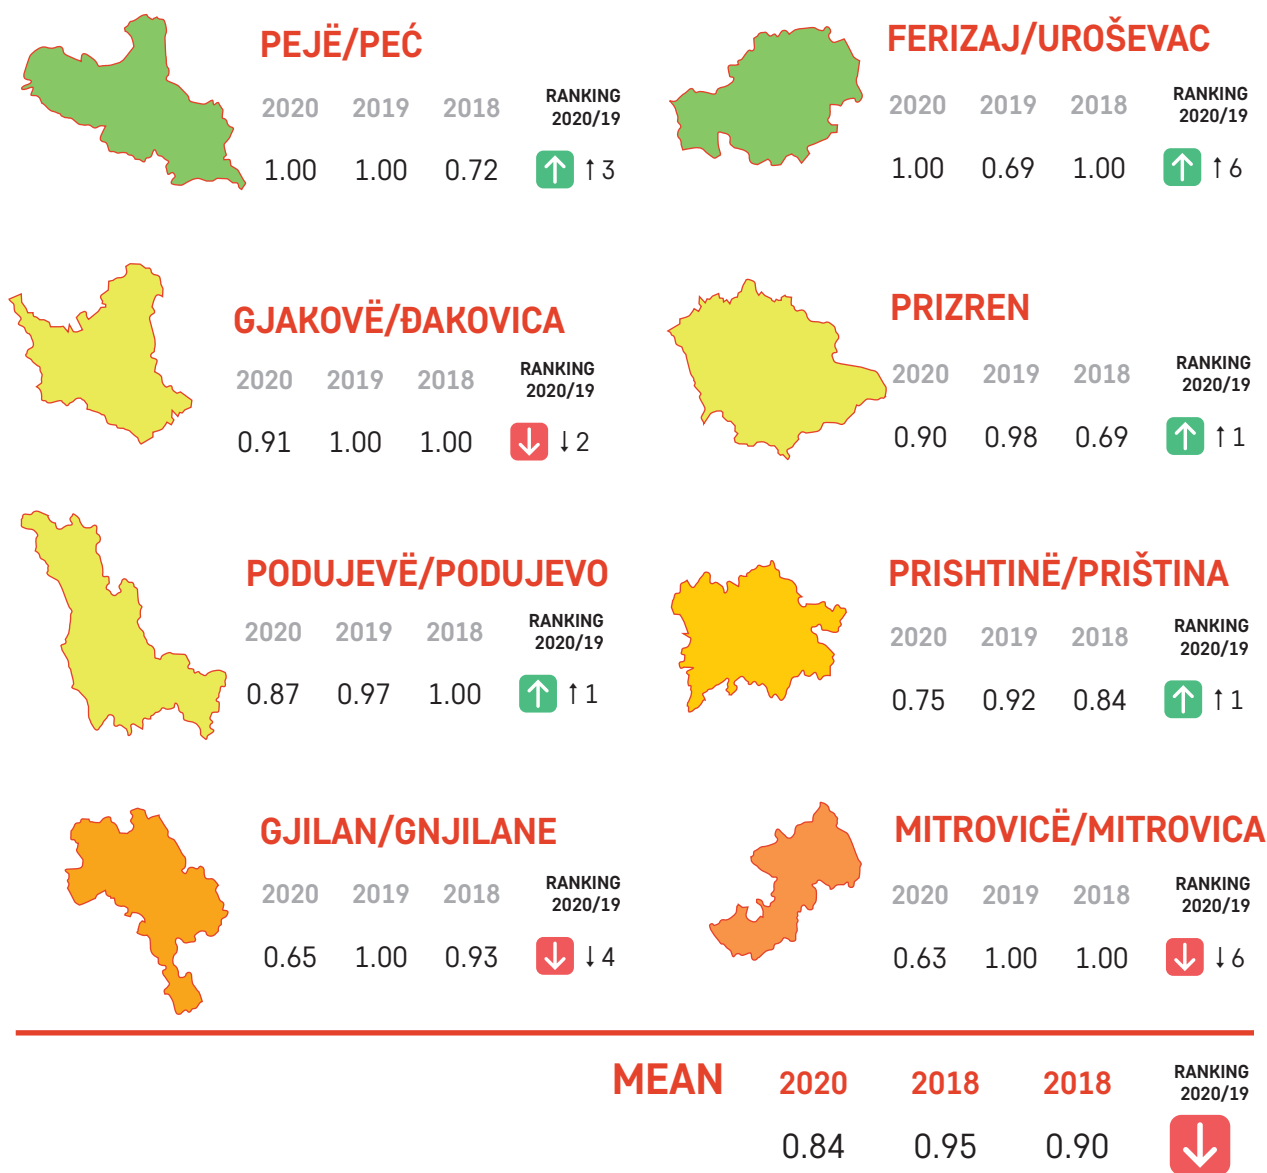 PEJË/PEĆ
2020 2019 2018 RANKING 2020/19
1.00 1.00 0.72 ↑ ↑3
FERIZAJ/UROŠEVAC
2020 2019 2018 RANKING 2020/19
1.00 0.69 1.00 ↑ ↑6
GJAKOVË/ĐAKOVICA
2020 2019 2018 RANKING 2020/19
0.91 1.00 1.00 ↓ ↓2
PRIZREN
2020 2019 2018 RANKING 2020/19
0.90 0.98 0.69 ↑ ↑1
PODUJEVË/PODUJEVO
2020 2019 2018 RANKING 2020/19
0.87 0.97 1.00 ↑ ↑1
PRISHTINË/PRIŠTINA
2020 2019 2018 RANKING 2020/19
0.75 0.92 0.84 ↑ ↑1
GJILAN/GNJILANE
2020 2019 2018 RANKING 2020/19
0.65 1.00 0.93 ↓ ↓4
MITROVICË/MITROVICA
2020 2019 2018 RANKING 2020/19
0.63 1.00 1.00 ↓ ↓6
MEAN 2020 2018 2018 RANKING 2020/19
0.84 0.95 0.90 ↓